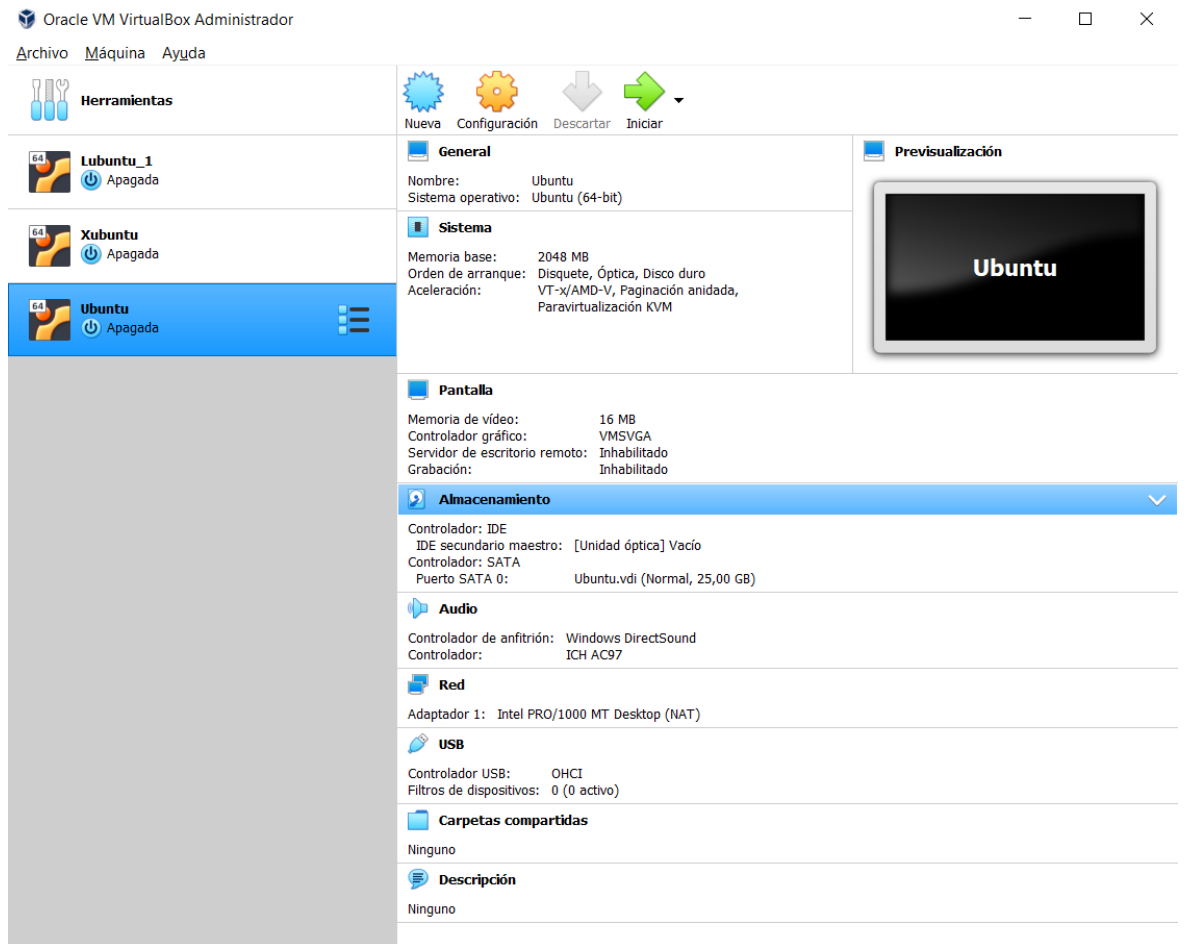 Oracle VM VirtualBox Administrador
Archivo Máquina Ayuda
Herramientas
64 Lubuntu_1
Apagada
64 Xubuntu
Apagada
64 Ubuntu
Apagada
Nueva Configuración Descartar Iniciar
General
Nombre: Ubuntu
Sistema operativo: Ubuntu (64-bit)
Previsualización
Ubuntu
Sistema
Memoria base: 2048 MB
Orden de arranque: Disquete, Óptica, Disco duro
Aceleración: VT-x/AMD-V, Paginación anidada,
Paravirtualización KVM
Pantalla
Memoria de vídeo: 16 MB
Controlador gráfico: VMSVGA
Servidor de escritorio remoto: Inhabilitado
Grabación: Inhabilitado
Almacenamiento
Controlador: IDE
IDE secundario maestro: [Unidad óptica] Vacío
Controlador: SATA
Puerto SATA 0: Ubuntu.vdi (Normal, 25,00 GB)
Audio
Controlador de anfitrión: Windows DirectSound
Controlador: ICH AC97
Red
Adaptador 1: Intel PRO/1000 MT Desktop (NAT)
USB
Controlador USB: OHCI
Filtros de dispositivos: 0 (0 activo)
Carpetas compartidas
Ninguno
Descripción
Ninguno